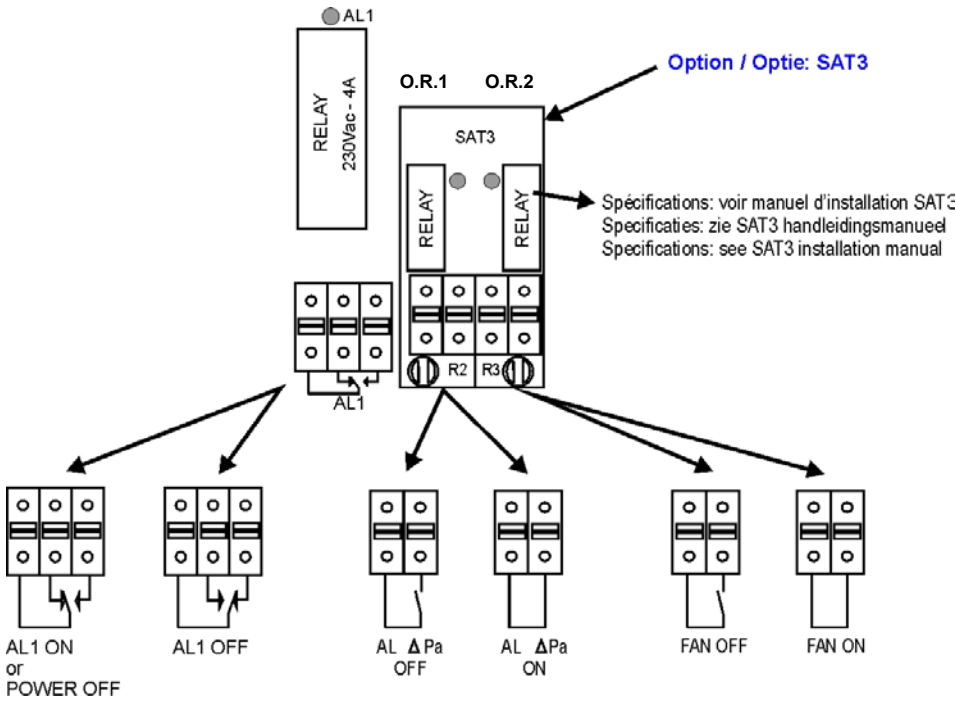 AL1
Option / Optie: SAT3
O.R.1 O.R.2
RELAY
230Vac - 4A
SAT3
RELAY
RELAY
Spécifications: voir manuel d'installation SAT3
Specificaties: zie SAT3 handleidingsmanueel
Specifications: see SAT3 installation manual
R2 R3
AL1
AL1 ON
or
POWER OFF
AL1 OFF
AL Δ Pa
OFF
AL ΔPa
ON
FAN OFF
FAN ON